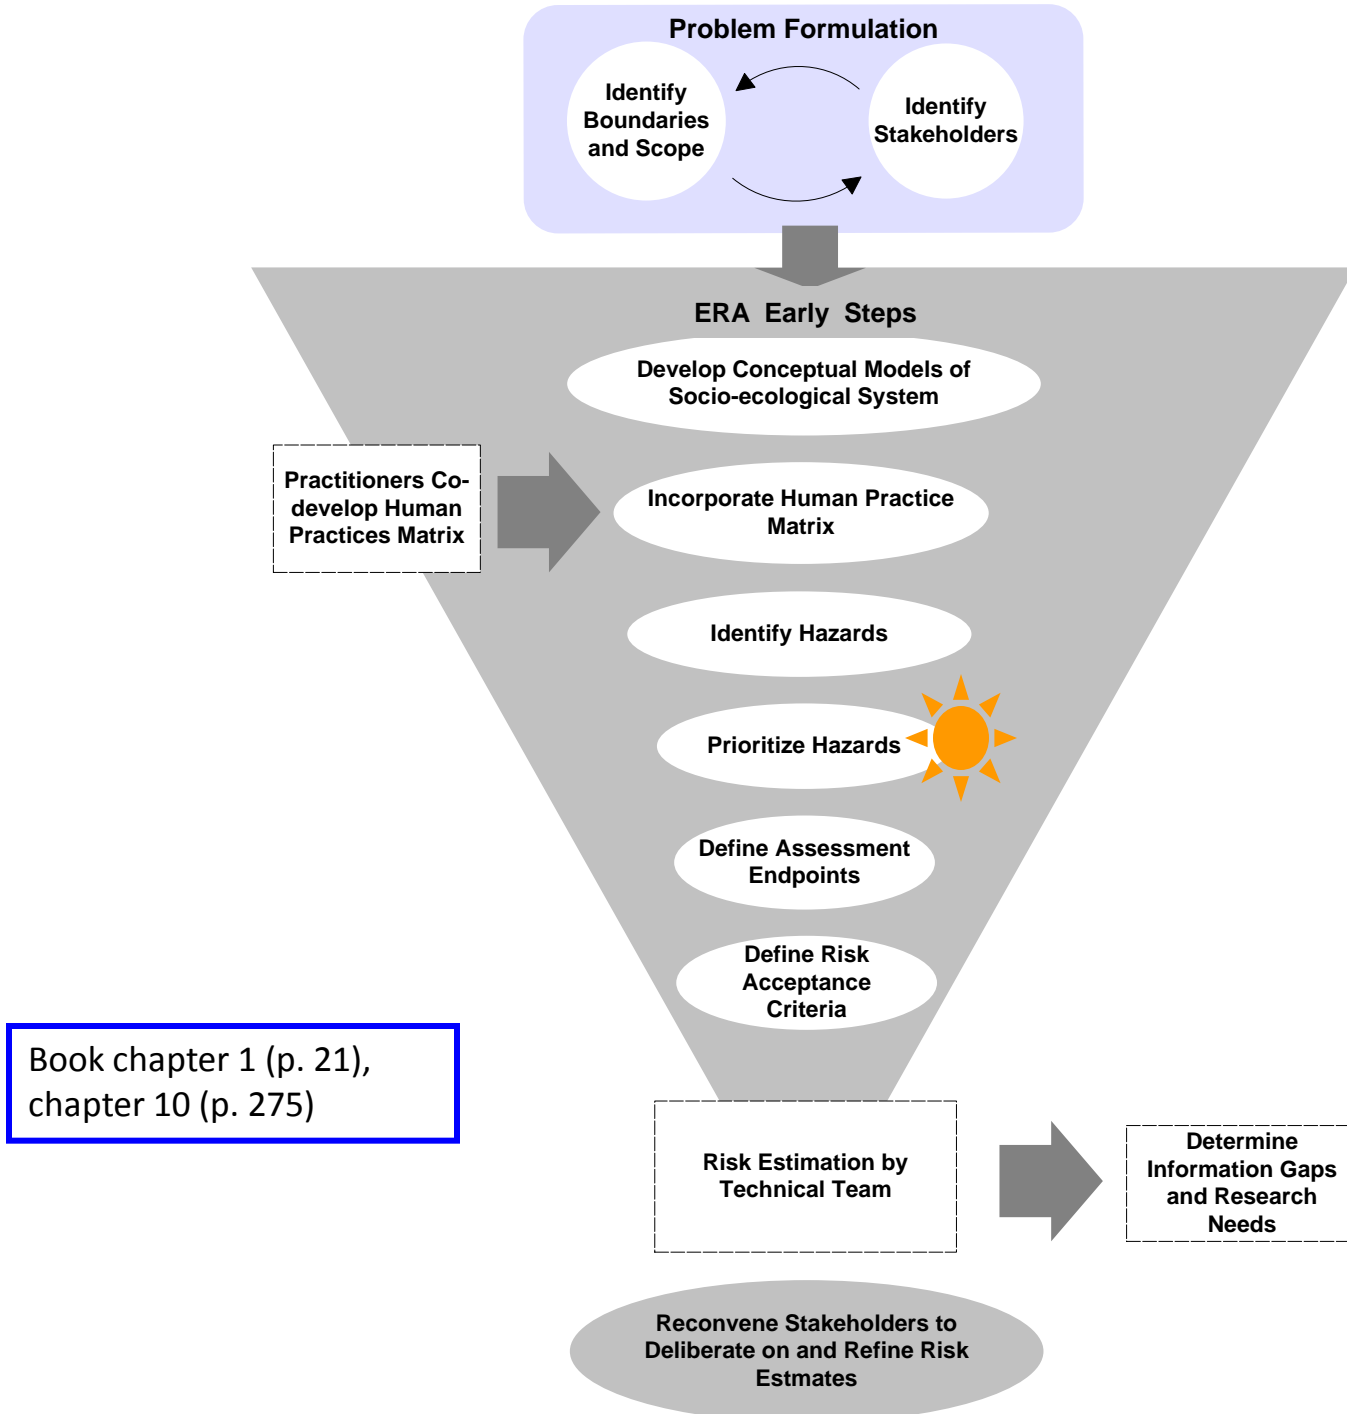 Problem Formulation
Identify
Boundaries
and Scope
Identify
Stakeholders
ERA Early Steps
Develop Conceptual Models of
Socio-ecological System
Practitioners Co-
develop Human
Practices Matrix
Incorporate Human Practice
Matrix
Identify Hazards
Prioritize Hazards
Define Assessment
Endpoints
Define Risk
Acceptance
Criteria
Book chapter 1 (p. 21),
chapter 10 (p. 275)
Risk Estimation by
Technical Team
Determine
Information Gaps
and Research
Needs
Reconvene Stakeholders to
Deliberate on and Refine Risk
Estmates